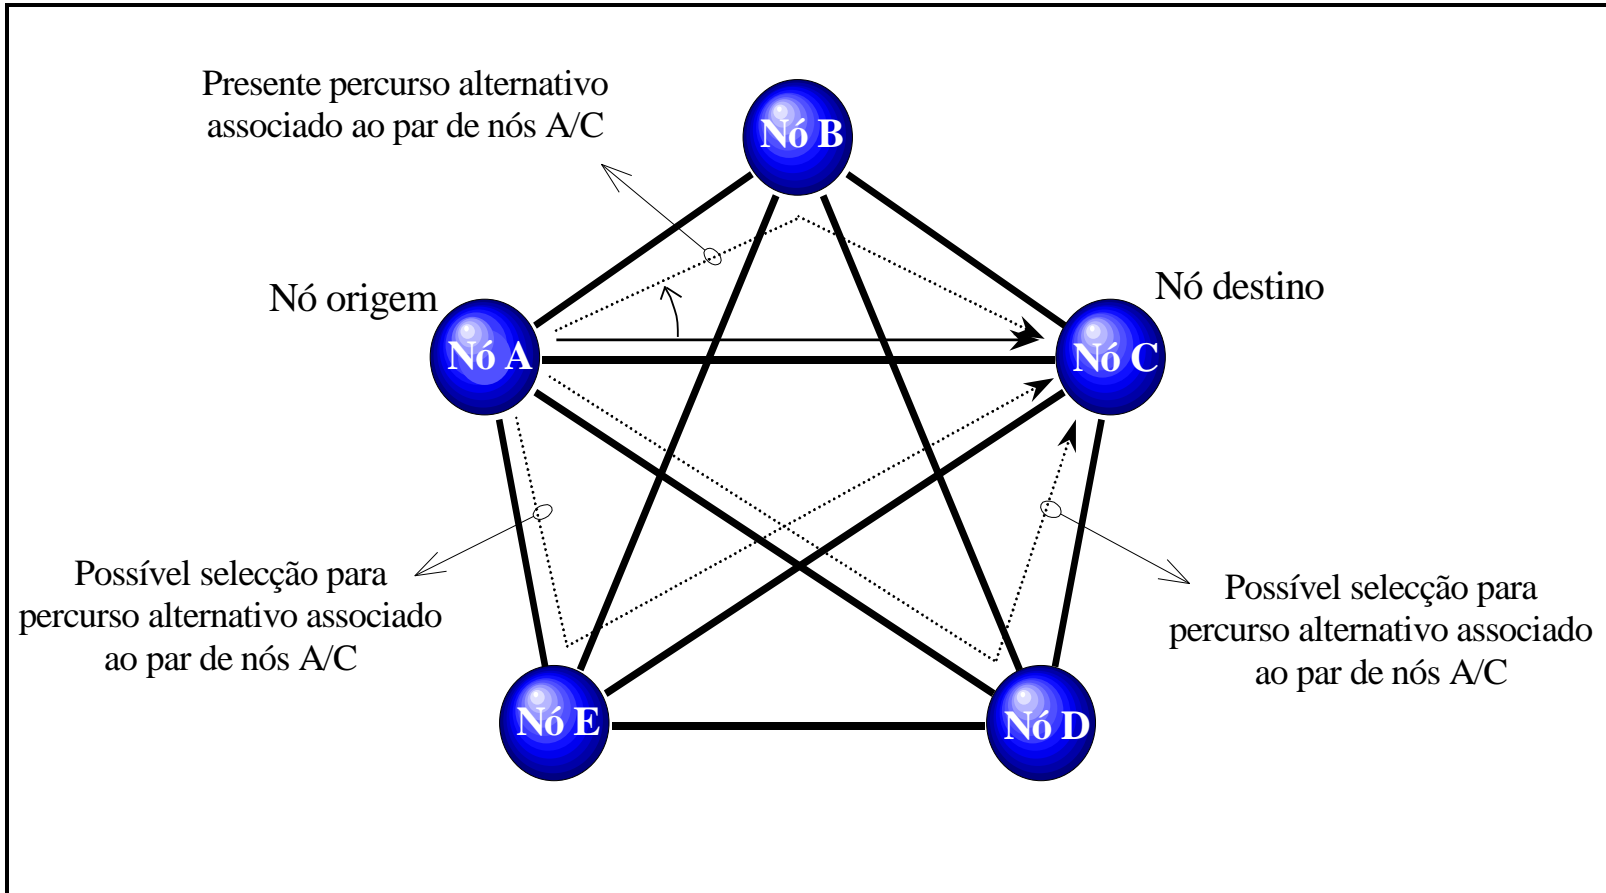 Presente percurso alternativo
associado ao par de nós A/C
Nó B
Nó origem
Nó destino
Nó A
Nó C
Possível selecção para
percurso alternativo associado
ao par de nós A/C
Possível selecção para
percurso alternativo associado
ao par de nós A/C
Nó E
Nó D